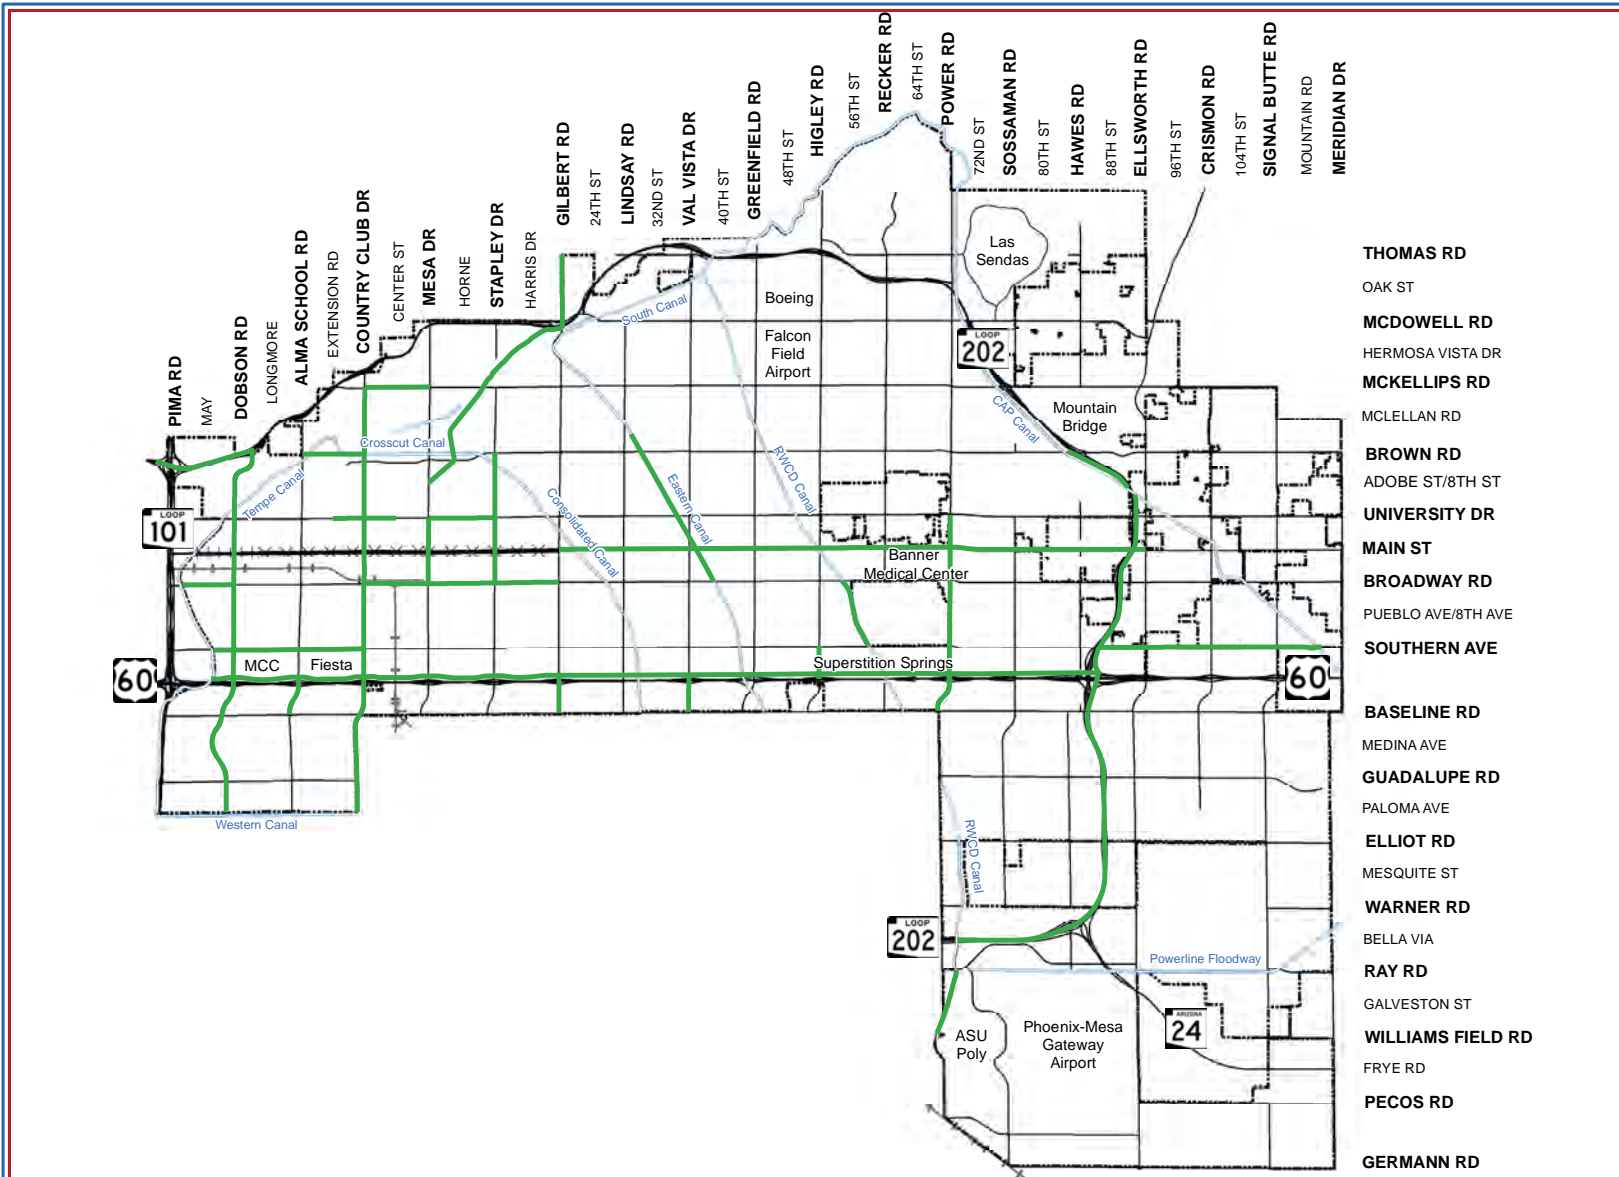 PIMA RD
MAY
DOBSON RD
LONGMORE
ALMA SCHOOL RD
EXTENSION RD
COUNTRY CLUB DR
CENTER ST
MESA DR
HORNE
STAPLEY DR
HARRIS DR
GILBERT RD
24TH ST
LINDSAY RD
32ND ST
VAL VISTA DR
40TH ST
GREENFIELD RD
48TH ST
HIGLEY RD
56TH ST
RECKER RD
64TH ST
POWER RD
72ND ST
SOSSAMAN RD
80TH ST
HAWES RD
88TH ST
ELLSWORTH RD
96TH ST
CRISMON RD
104TH ST
SIGNAL BUTTE RD
MOUNTAIN RD
MERIDIAN DR
THOMAS RD
OAK ST
MCDOWELL RD
HERMOSA VISTA DR
MCKELLIPS RD
MCLELLAN RD
BROWN RD
ADOBE ST/8TH ST
UNIVERSITY DR
MAIN ST
BROADWAY RD
PUEBLO AVE/8TH AVE
SOUTHERN AVE
BASELINE RD
MEDINA AVE
GUADALUPE RD
PALOMA AVE
ELLIOT RD
MESQUITE ST
WARNER RD
BELLA VIA
RAY RD
GALVESTON ST
WILLIAMS FIELD RD
FRYE RD
PECOS RD
GERMANN RD
Las
Sendas
Boeing
South Canal
Falcon
Field
Airport
LOOP
202
CAP Canal
Mountain
Bridge
Crosscut Canal
Tempe Canal
Consolidated Canal
Eastern Canal
RWCD Canal
LOOP
101
Banner
Medical Center
60
MCC
Fiesta
Superstition Springs
60
Western Canal
RWCD Canal
LOOP
202
Powerline Floodway
ASU
Poly
Phoenix-Mesa
Gateway
Airport
ARIZONA
24